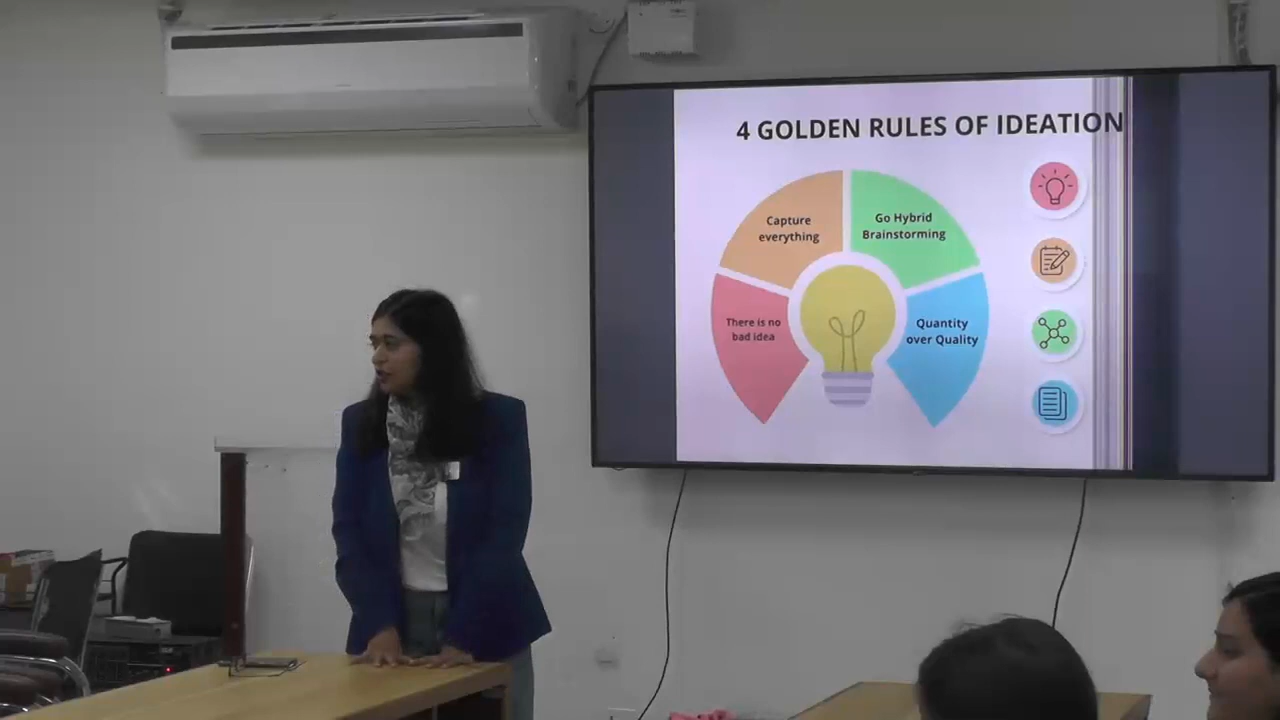 4 GOLDEN RULES OF IDEATION
Capture
everything
Go Hybrid
Brainstorming
There is no
bad idea
Quantity
over Quality